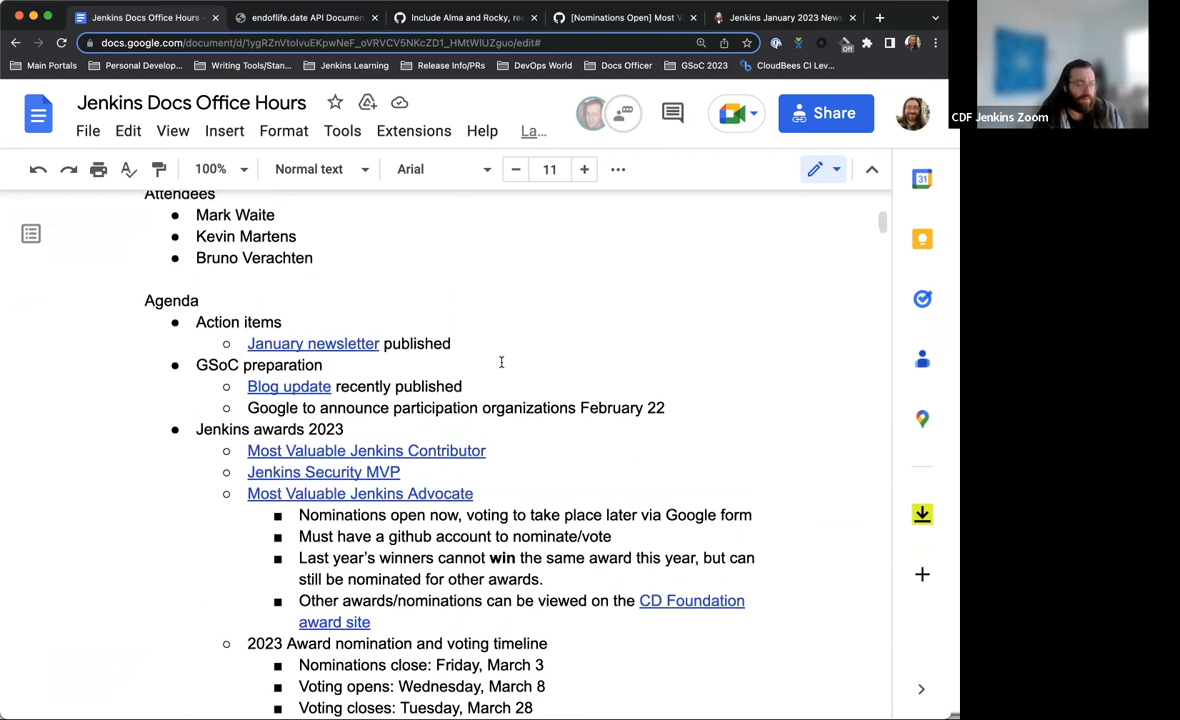 Jenkins Docs Office Hours -
endoflife.date API Documen
Include Alma and Rocky, re
[Nominations Open] Most V
Jenkins January 2023 News
docs.google.com/document/d/1ygRZnVtoIvuEKpwNeF_oVRVCV5NKcZD1_HMtWIUZguo/edit#
Off
Main Portals
Personal Develop...
Writing Tools/Stan...
Jenkins Learning
Release Info/PRs
DevOps World
Docs Officer
GSoC 2023
CloudBees CI Lev...
Jenkins Docs Office Hours
Share
CDF Jenkins Zoom
File Edit View Insert Format Tools Extensions Help La...
100% Normal text Arial 11
31
Attendees
● Mark Waite
● Kevin Martens
● Bruno Verachten
Agenda
● Action items
○ January newsletter published
● GSoC preparation
○ Blog update recently published
○ Google to announce participation organizations February 22
● Jenkins awards 2023
○ Most Valuable Jenkins Contributor
○ Jenkins Security MVP
○ Most Valuable Jenkins Advocate
■ Nominations open now, voting to take place later via Google form
■ Must have a github account to nominate/vote
■ Last year's winners cannot win the same award this year, but can
still be nominated for other awards.
■ Other awards/nominations can be viewed on the CD Foundation
award site
○ 2023 Award nomination and voting timeline
■ Nominations close: Friday, March 3
■ Voting opens: Wednesday, March 8
■ Voting closes: Tuesday, March 28